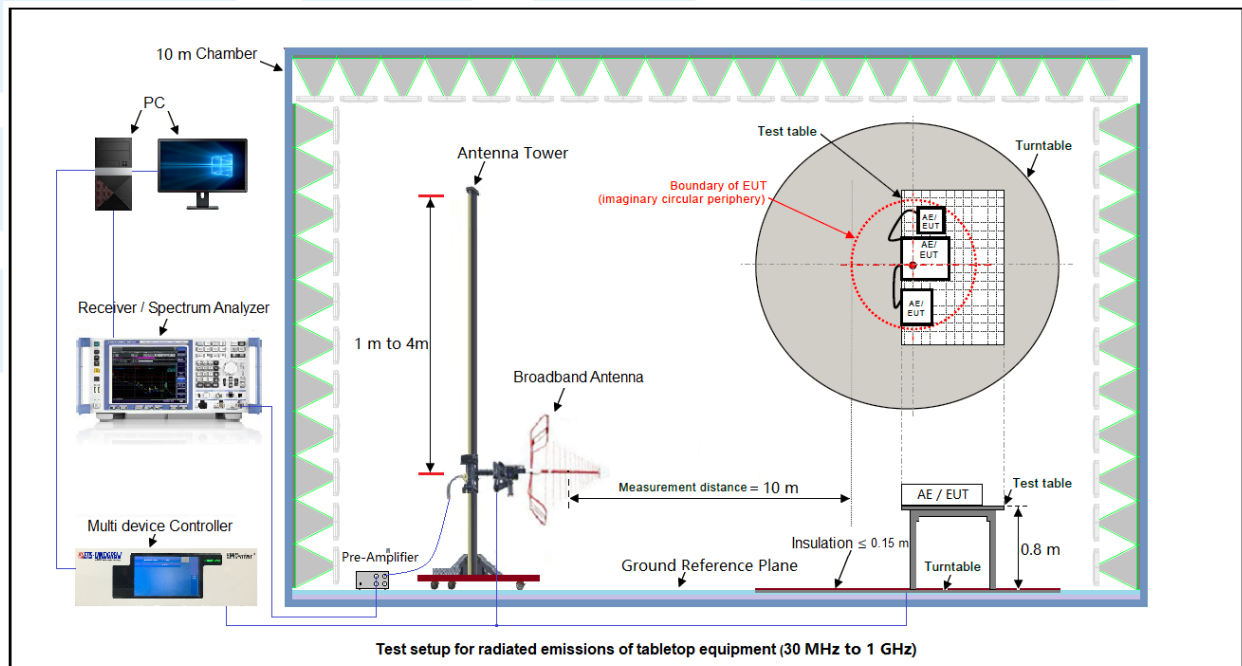 10 m Chamber
PC
Test table
Turntable
Antenna Tower
Boundary of EUT
(imaginary circular periphery)
AE/
EUT
AE/
EUT
AE/
EUT
Receiver / Spectrum Analyzer
1 m to 4m
Broadband Antenna
Measurement distance = 10 m
AE / EUT
Test table
Multi device Controller
Insulation ≤ 0.15 m
0.8 m
Pre-Amplifier
Ground Reference Plane
Turntable
Test setup for radiated emissions of tabletop equipment (30 MHz to 1 GHz)